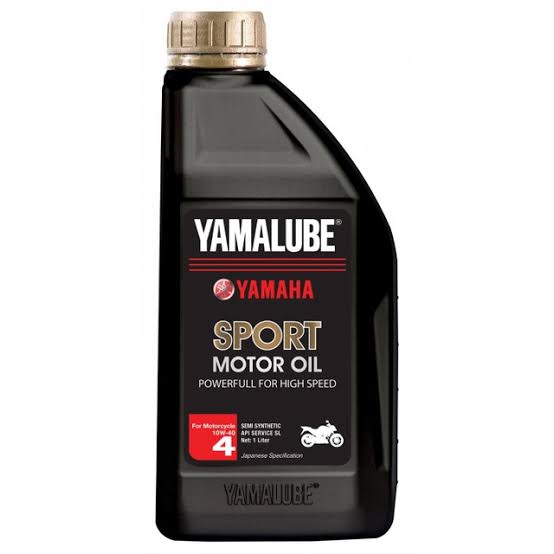 YAMALUBE®
YAMAHA
SPORT
MOTOR OIL
POWERFULL FOR HIGH SPEED
For Motorcycle
10W-40
4
SEMI SYNTHETIC
API SERVICE SL
Net: 1 Liter
Japanese Specification
YAMALUBE®